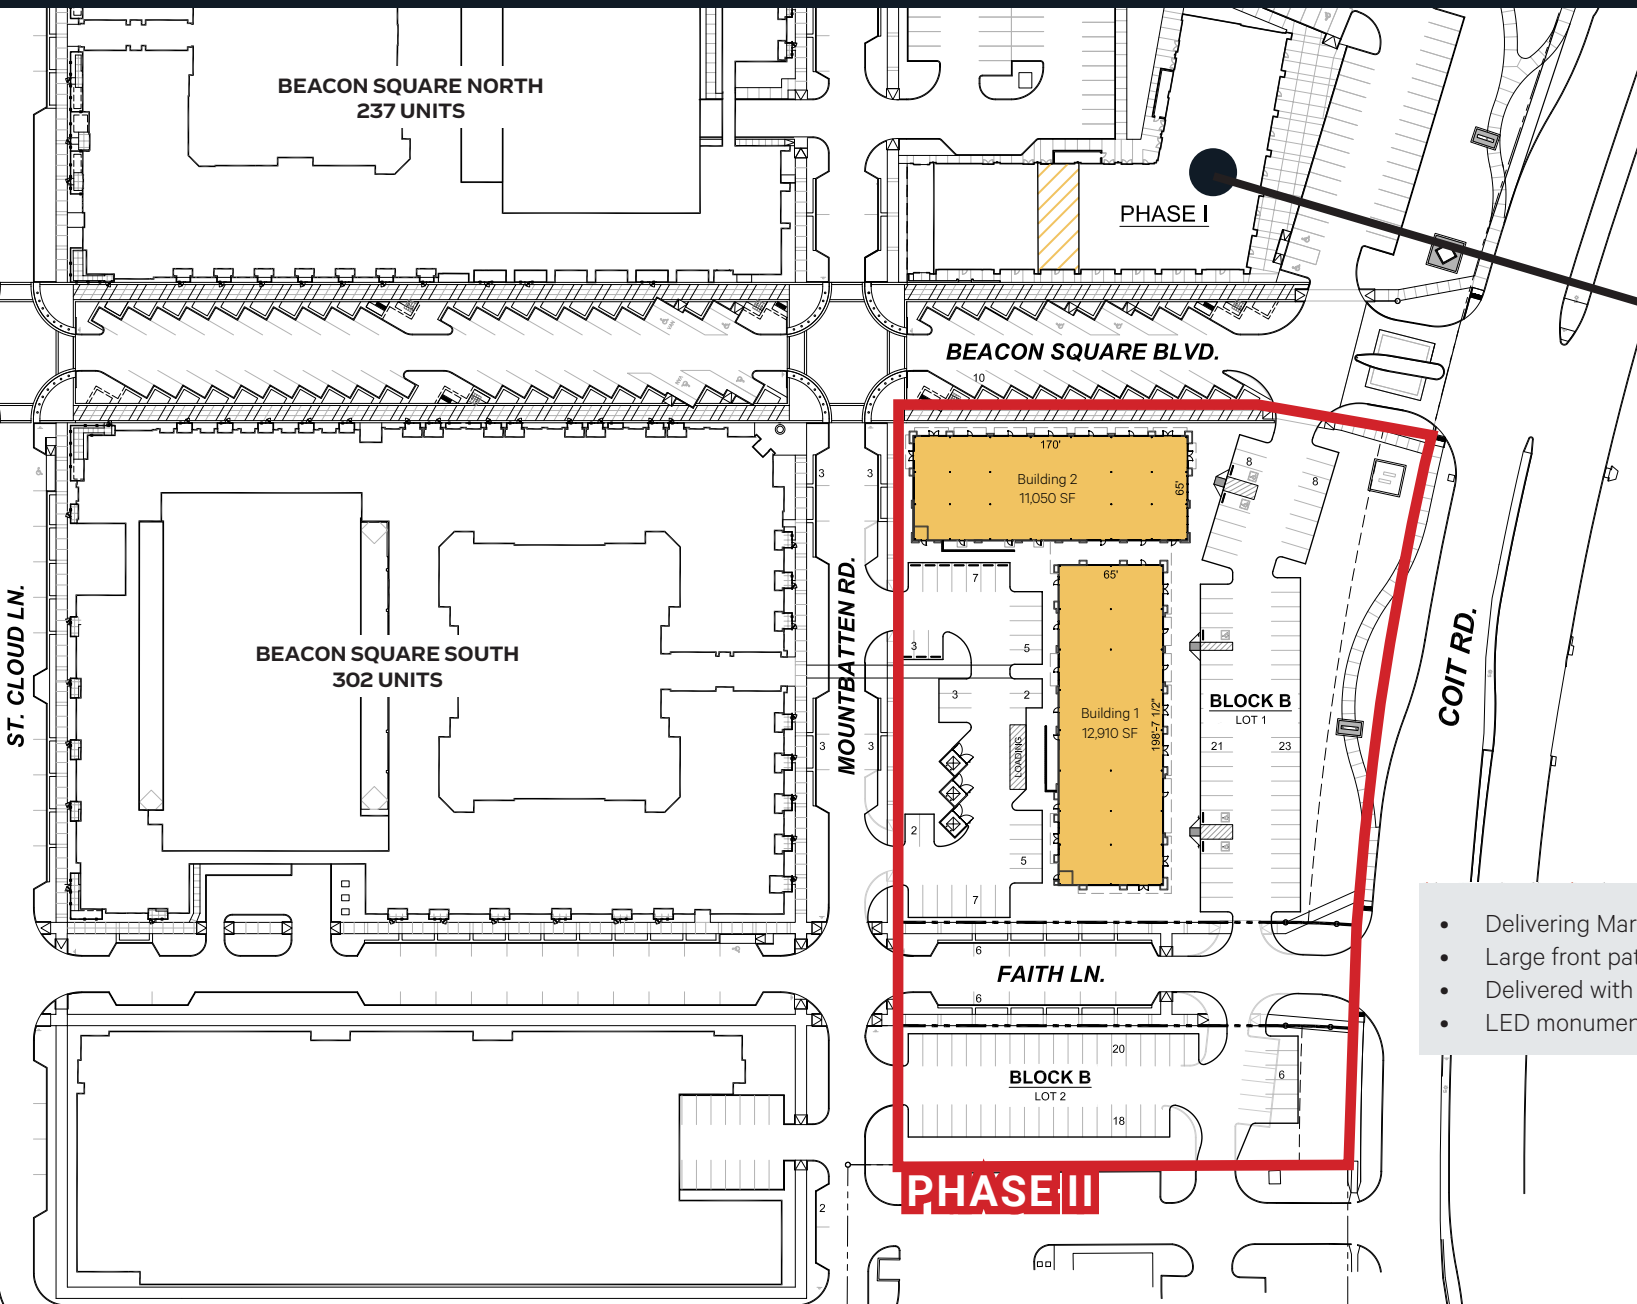 BEACON SQUARE NORTH
237 UNITS
PHASE I
BEACON SQUARE BLVD.
10
170'
Building 2
11,050 SF
65'
8
8
3
3
7
65'
3
5
3
2
Building 1
12,910 SF
198'-7 1/2"
LOADING
BLOCK B
LOT 1
21
23
3
3
2
5
7
BEACON SQUARE SOUTH
302 UNITS
ST. CLOUD LN.
MOUNTBATTEN RD.
COIT RD.
6
FAITH LN.
6
20
BLOCK B
LOT 2
18
6
PHASE II
2
• Delivering Mar
• Large front pat
• Delivered with
• LED monumen